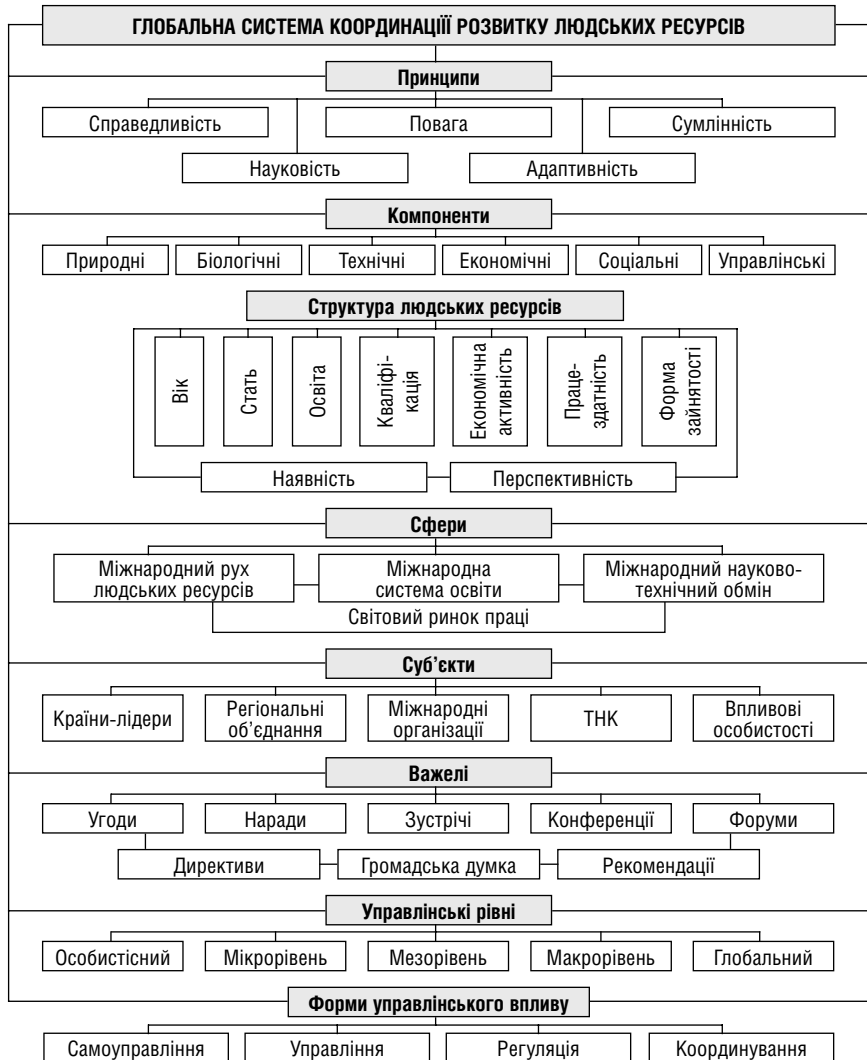 ГЛОБАЛЬНА СИСТЕМА КООРДИНАЦІЇЇ РОЗВИТКУ ЛЮДСЬКИХ РЕСУРСІВ
Принципи
Справедливість
Повага
Сумлінність
Науковість
Адаптивність
Компоненти
Природні
Біологічні
Технічні
Економічні
Соціальні
Управлінські
Структура людських ресурсів
Вік
Стать
Освіта
Кваліфі-
кація
Економічна
активність
Праце-
здатність
Форма
зайнятості
Наявність
Перспективність
Сфери
Міжнародний рух
людських ресурсів
Міжнародна
система освіти
Міжнародний науково-
технічний обмін
Світовий ринок праці
Суб’єкти
Країни-лідери
Регіональні
об’єднання
Міжнародні
організації
ТНК
Впливові
особистості
Важелі
Угоди
Наради
Зустрічі
Конференції
Форуми
Директиви
Громадська думка
Рекомендації
Управлінські рівні
Особистісний
Мікрорівень
Мезорівень
Макрорівень
Глобальний
Форми управлінського впливу
Самоуправління
Управління
Регуляція
Координування